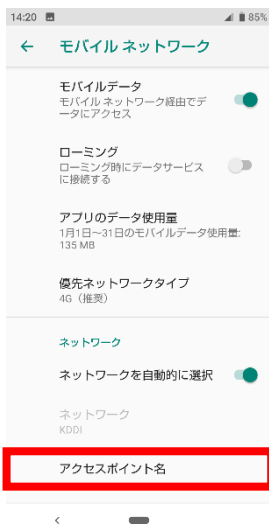 14:20 85%
モバイル ネットワーク
モバイルデータ
モバイル ネットワーク経由でデ
ータにアクセス
ローミング
ローミング時にデータサービス
に接続する
アプリのデータ使用量
1月1日~31日のモバイルデータ使用量:
135 MB
優先ネットワークタイプ
4G（推奨）
ネットワーク
ネットワークを自動的に選択
ネットワーク
KDDI
アクセスポイント名